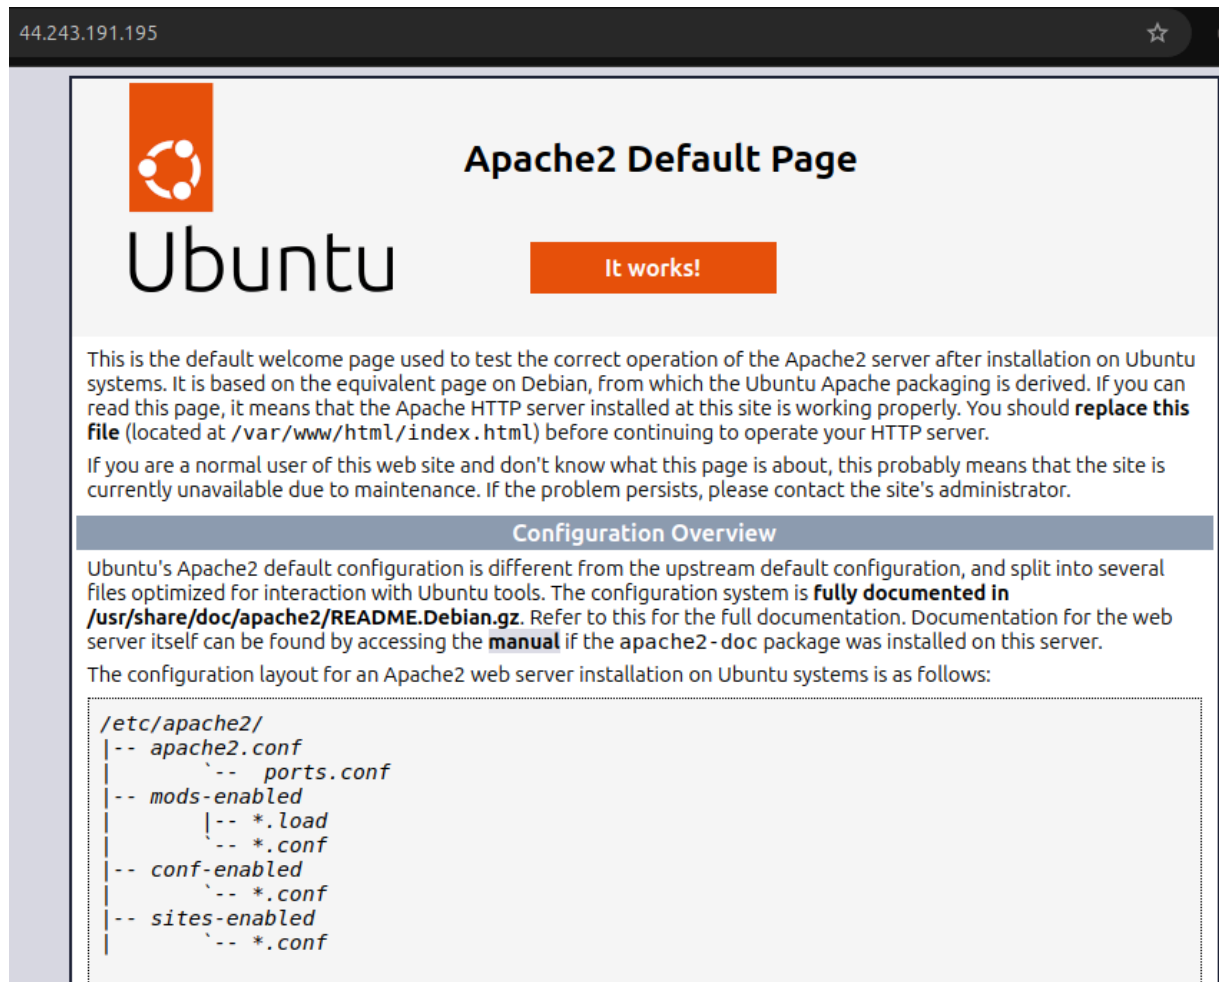 44.243.191.195
Apache2 Default Page
Ubuntu
It works!
This is the default welcome page used to test the correct operation of the Apache2 server after installation on Ubuntu
systems. It is based on the equivalent page on Debian, from which the Ubuntu Apache packaging is derived. If you can
read this page, it means that the Apache HTTP server installed at this site is working properly. You should replace this
file (located at /var/www/html/index.html) before continuing to operate your HTTP server.
If you are a normal user of this web site and don't know what this page is about, this probably means that the site is
currently unavailable due to maintenance. If the problem persists, please contact the site's administrator.
Configuration Overview
Ubuntu's Apache2 default configuration is different from the upstream default configuration, and split into several
files optimized for interaction with Ubuntu tools. The configuration system is fully documented in
/usr/share/doc/apache2/README.Debian.gz. Refer to this for the full documentation. Documentation for the web
server itself can be found by accessing the manual if the apache2-doc package was installed on this server.
The configuration layout for an Apache2 web server installation on Ubuntu systems is as follows:
/etc/apache2/
|-- apache2.conf
|       `--  ports.conf
|-- mods-enabled
|       |-- *.load
|       `-- *.conf
|-- conf-enabled
|       `-- *.conf
|-- sites-enabled
|       `-- *.conf